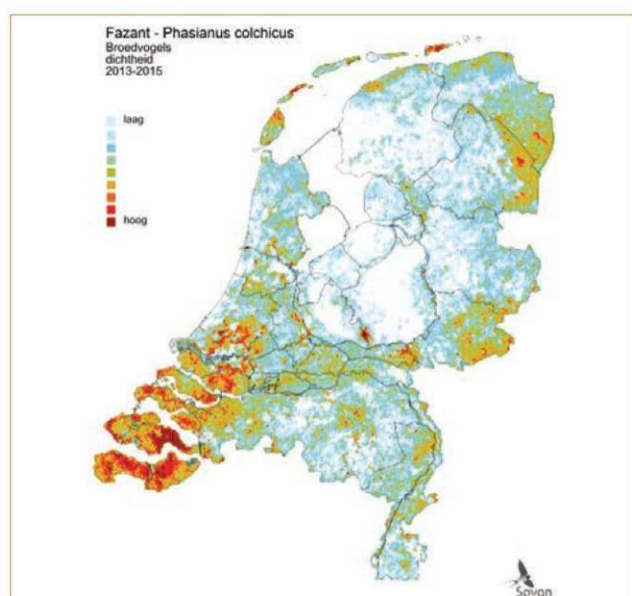 Fazant - Phasianus colchicus
Broedvogels
dichtheid
2013-2015
laag
hoog
Sovon